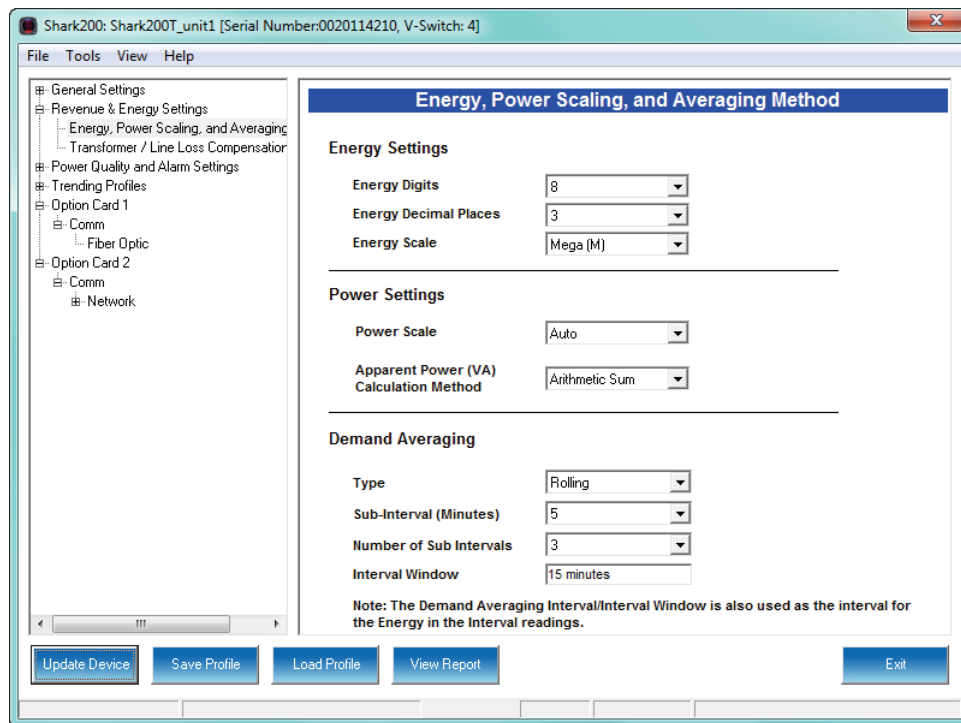 Shark200: Shark200T_unit1 [Serial Number:0020114210, V-Switch: 4]
File Tools View Help
General Settings
Revenue & Energy Settings
Energy, Power Scaling, and Averaging
Transformer / Line Loss Compensation
Power Quality and Alarm Settings
Trending Profiles
Option Card 1
Comm
Fiber Optic
Option Card 2
Comm
Network
Energy, Power Scaling, and Averaging Method
Energy Settings
Energy Digits 8
Energy Decimal Places 3
Energy Scale Mega (M)
Power Settings
Power Scale Auto
Apparent Power (VA)
Calculation Method Arithmetic Sum
Demand Averaging
Type Rolling
Sub-Interval (Minutes) 5
Number of Sub Intervals 3
Interval Window 15 minutes
Note: The Demand Averaging Interval/Interval Window is also used as the interval for
the Energy in the Interval readings.
Update Device Save Profile Load Profile View Report Exit